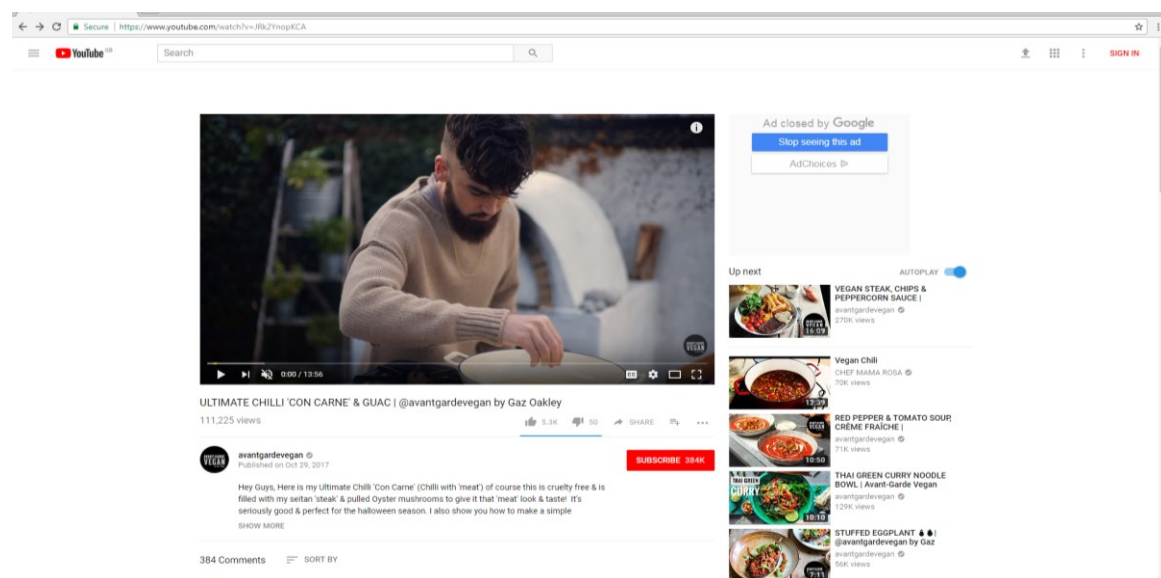 Secure | https://www.youtube.com/watch?v=JRk2YnopKCA
YouTube GB
Search
SIGN IN
Ad closed by Google
Stop seeing this ad
AdChoices
Up next
AUTOPLAY
VEGAN STEAK, CHIPS &
PEPPERCORN SAUCE |
avantgardevegan
270K views
16:09
Vegan Chili
CHEF MAMA ROSA
70K views
12:39
RED PEPPER & TOMATO SOUP,
CRÈME FRAÎCHE |
avantgardevegan
71K views
10:50
THAI GREEN CURRY NOODLE
BOWL | Avant-Garde Vegan
avantgardevegan
129K views
THAI GREEN
CURRY
10:10
STUFFED EGGPLANT
@avantgardevegan by Gaz
avantgardevegan
56K views
7:11
VEGAN
0:00 / 13:56
ULTIMATE CHILLI 'CON CARNE' & GUAC | @avantgardevegan by Gaz Oakley
111,225 views
5.3K 50 SHARE
avantgardevegan
Published on Oct 29, 2017
SUBSCRIBE 384K
Hey Guys, Here is my Ultimate Chilli 'Con Carne' (Chilli with 'meat') of course this is cruelty free & is
filled with my seitan 'steak' & pulled Oyster mushrooms to give it that 'meat' look & taste! It's
seriously good & perfect for the halloween season. I also show you how to make a simple
SHOW MORE
384 Comments SORT BY